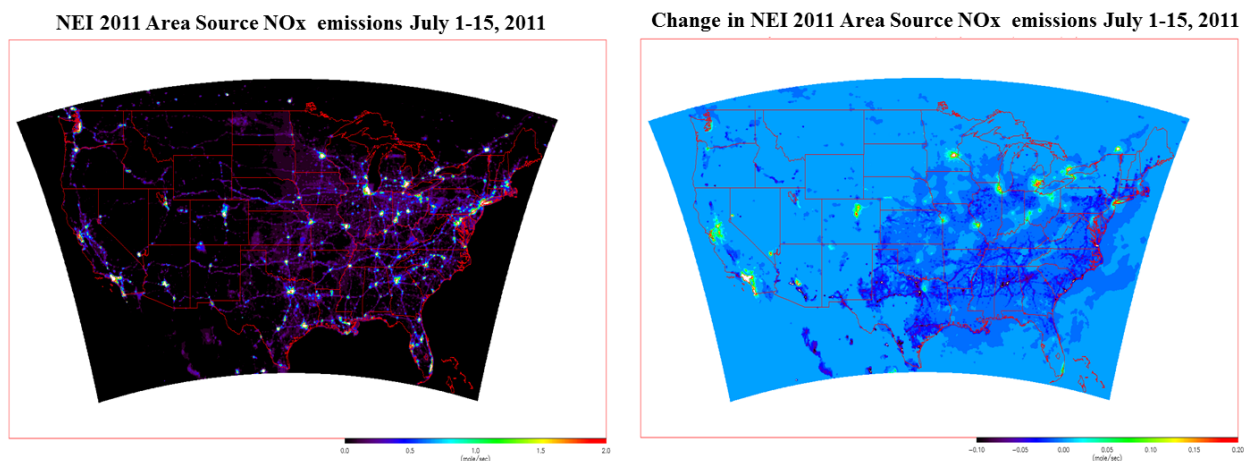 NEI 2011 Area Source NOx emissions July 1-15, 2011
Change in NEI 2011 Area Source NOx emissions July 1-15, 2011
0.0 0.5 1.0 1.5 2.0
(mole/sec)
-0.10 -0.05 0.00 0.05 0.10 0.15 0.20
(mole/sec)